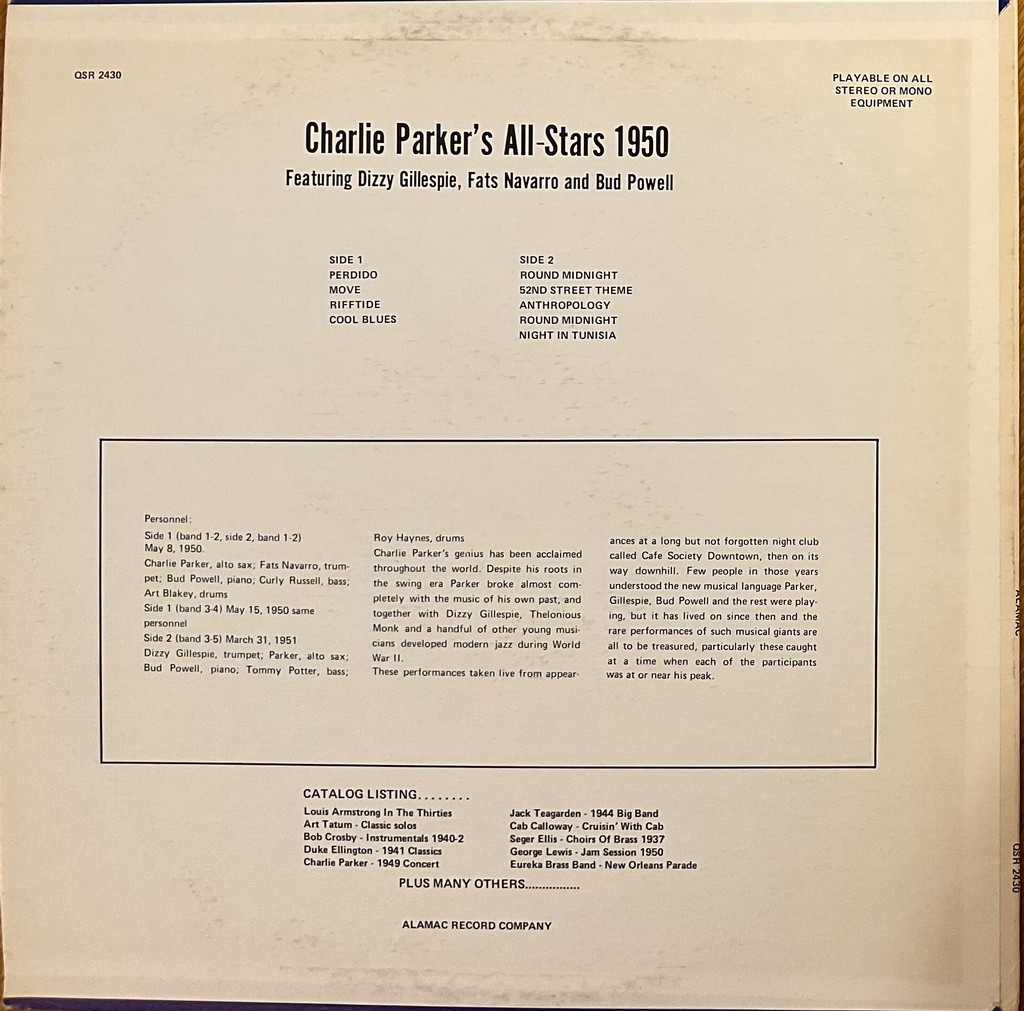 QSR 2430
PLAYABLE ON ALL
STEREO OR MONO
EQUIPMENT
Charlie Parker's All-Stars 1950
Featuring Dizzy Gillespie, Fats Navarro and Bud Powell
SIDE 1
PERDIDO
MOVE
RIFFTIDE
COOL BLUES
SIDE 2
ROUND MIDNIGHT
52ND STREET THEME
ANTHROPOLOGY
ROUND MIDNIGHT
NIGHT IN TUNISIA
Personnel:
Side 1 (band 1-2, side 2, band 1-2)
May 8, 1950.
Charlie Parker, alto sax; Fats Navarro, trum-
pet; Bud Powell, piano; Curly Russell, bass;
Art Blakey, drums
Side 1 (band 3-4) May 15, 1950 same
personnel
Side 2 (band 3-5) March 31, 1951
Dizzy Gillespie, trumpet; Parker, alto sax;
Bud Powell, piano; Tommy Potter, bass;
Roy Haynes, drums
Charlie Parker's genius has been acclaimed
throughout the world. Despite his roots in
the swing era Parker broke almost com-
pletely with the music of his own past, and
together with Dizzy Gillespie, Thelonious
Monk and a handful of other young musi-
cians developed modern jazz during World
War II.
These performances taken live from appear-
ances at a long but not forgotten night club
called Cafe Society Downtown, then on its
way downhill. Few people in those years
understood the new musical language Parker,
Gillespie, Bud Powell and the rest were play-
ing, but it has lived on since then and the
rare performances of such musical giants are
all to be treasured, particularly these caught
at a time when each of the participants
was at or near his peak.
CATALOG LISTING........
Louis Armstrong In The Thirties
Art Tatum - Classic solos
Bob Crosby - Instrumentals 1940-2
Duke Ellington - 1941 Classics
Charlie Parker - 1949 Concert
Jack Teagarden - 1944 Big Band
Cab Calloway - Cruisin' With Cab
Seger Ellis - Choirs Of Brass 1937
George Lewis - Jam Session 1950
Eureka Brass Band - New Orleans Parade
PLUS MANY OTHERS................
ALAMAC RECORD COMPANY
ALAMAC
QSR 2430